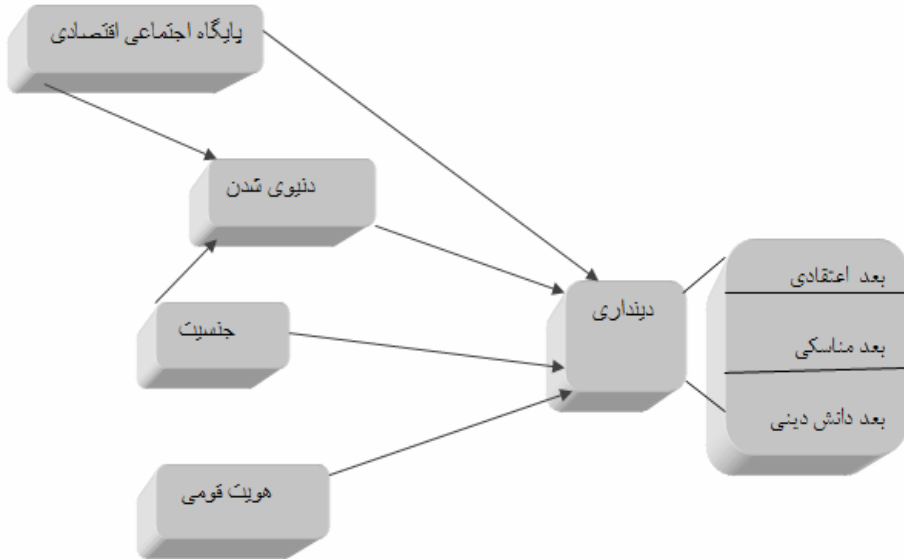 پایگاه اجتماعی اقتصادی
دنیوی شدن
جنسیت
هویت قومی
دینداری
بعد اعتقادی
بعد مناسکی
بعد دانش دینی